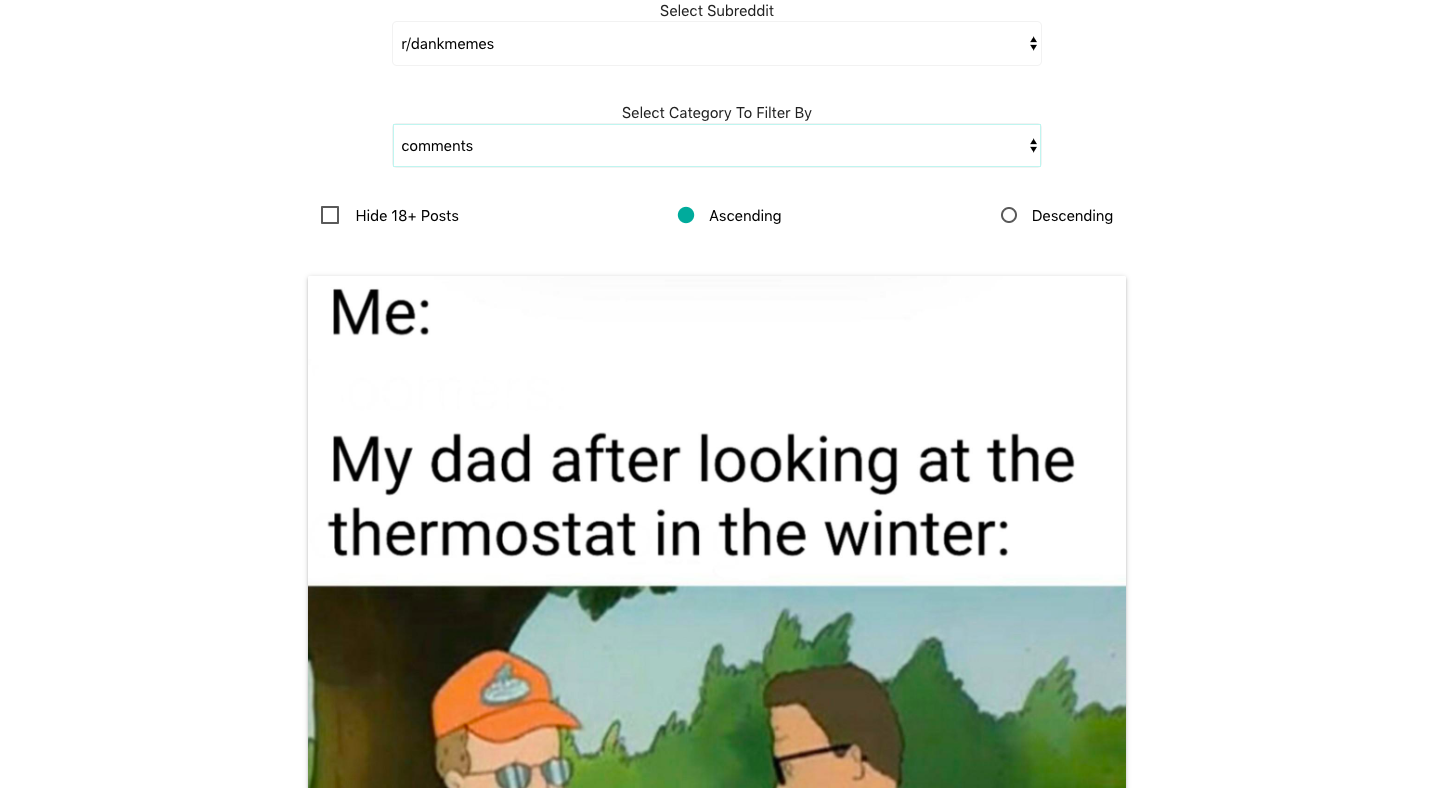 Select Subreddit
r/dankmemes
Select Category To Filter By
comments
Hide 18+ Posts
Ascending
Descending
Me:
My dad after looking at the
thermostat in the winter: